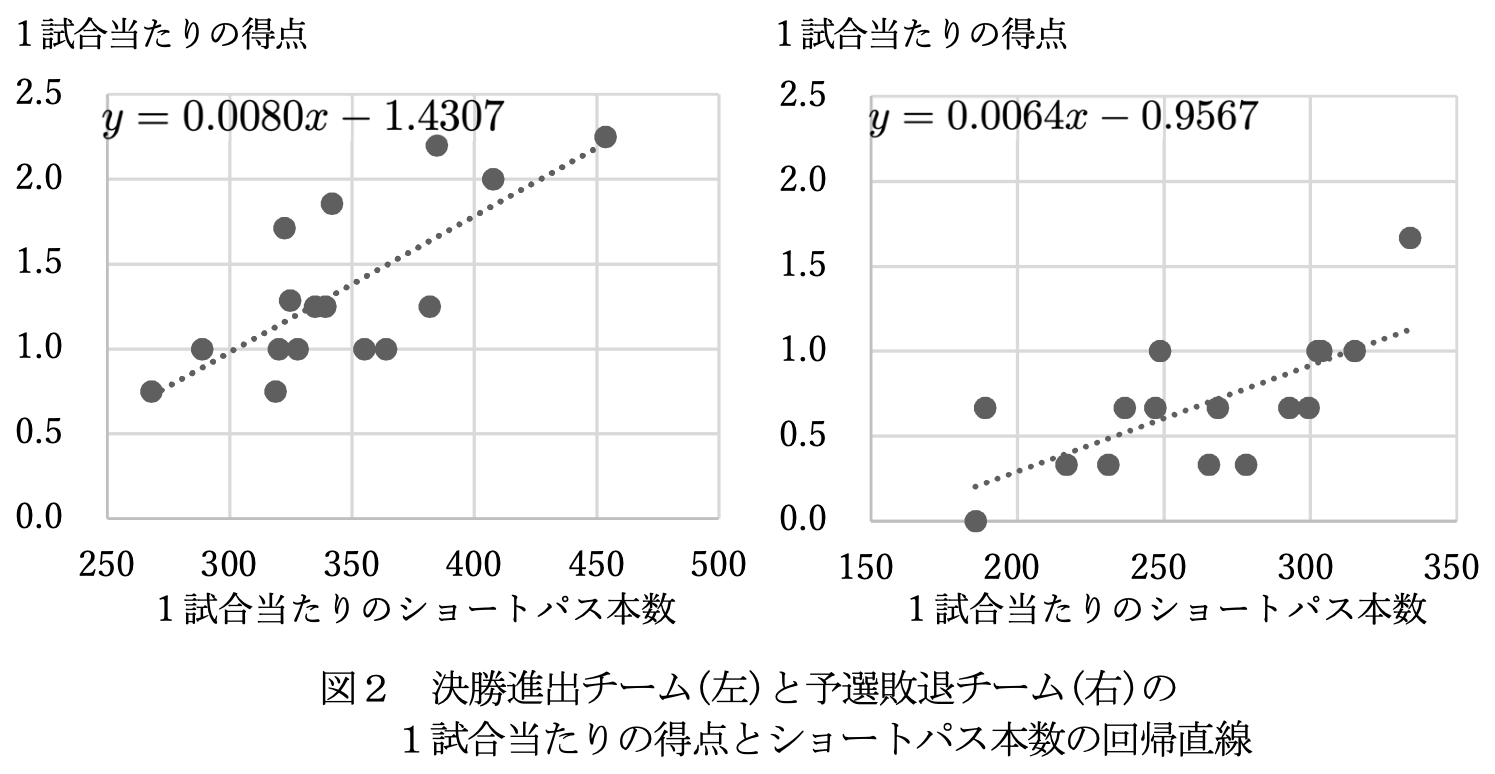 1試合当たりの得点
y = 0.0080x − 1.4307
2.5
2.0
1.5
1.0
0.5
0.0
250 300 350 400 450 500
1試合当たりのショートパス本数
1試合当たりの得点
y = 0.0064x − 0.9567
2.5
2.0
1.5
1.0
0.5
0.0
150 200 250 300 350
1試合当たりのショートパス本数
図2 決勝進出チーム(左)と予選敗退チーム(右)の
1試合当たりの得点とショートパス本数の回帰直線